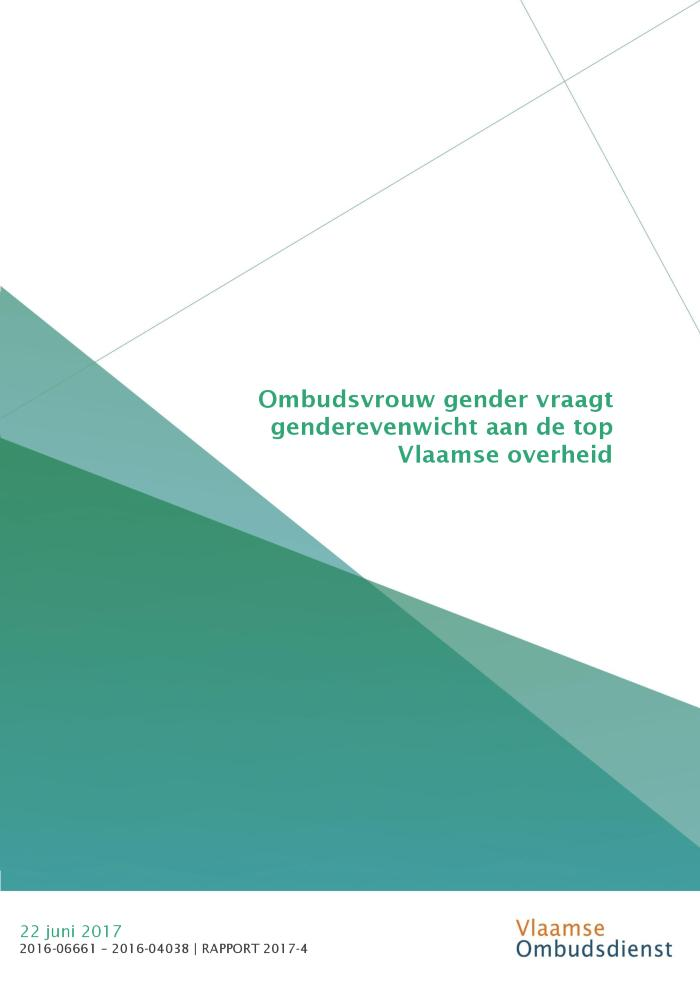 Ombudsvrouw gender vraagt
genderevenwicht aan de top
Vlaamse overheid
22 juni 2017
2016-06661 – 2016-04038 | RAPPORT 2017-4
Vlaamse
Ombudsdienst